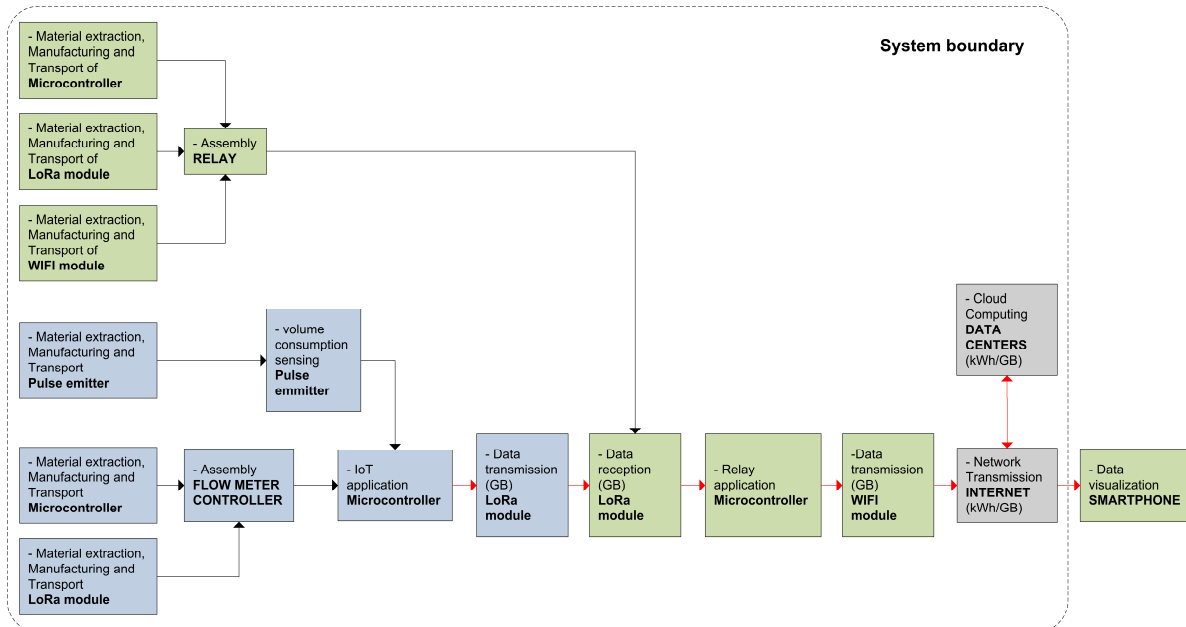 System boundary
- Material extraction,
Manufacturing and
Transport of
Microcontroller
- Material extraction,
Manufacturing and
Transport of
LoRa module
- Assembly
RELAY
- Material extraction,
Manufacturing and
Transport of
WIFI module
- Material extraction,
Manufacturing and
Transport
Pulse emitter
- volume
consumption
sensing
Pulse
emmitter
- Cloud
Computing
DATA
CENTERS
(kWh/GB)
- Material extraction,
Manufacturing and
Transport
Microcontroller
- Assembly
FLOW METER
CONTROLLER
- IoT
application
Microcontroller
- Data
transmission
(GB)
LoRa
module
- Data
reception
(GB)
LoRa
module
- Relay
application
Microcontroller
-Data
transmission
(GB)
WIFI
module
- Network
Transmission
INTERNET
(kWh/GB)
- Data
visualization
SMARTPHONE
- Material extraction,
Manufacturing and
Transport
LoRa module